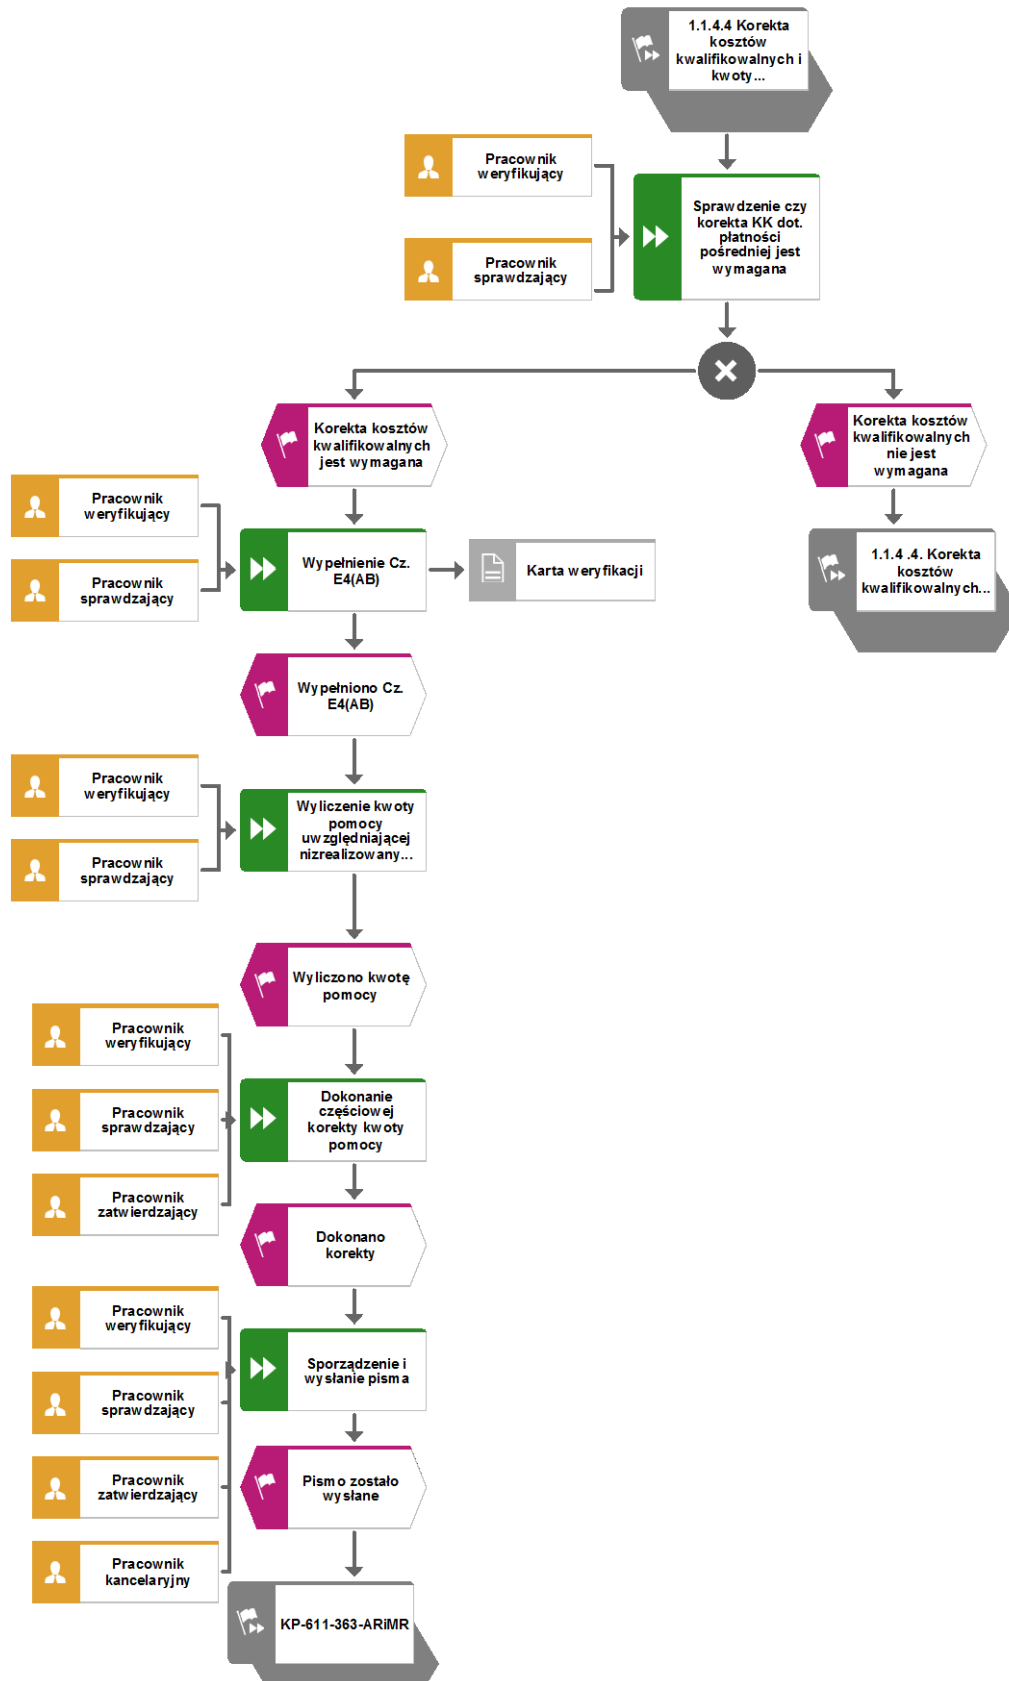 1.1.4.4 Korekta
kosztów
kwalifikowalnych i
kwoty...
Pracownik
weryfikujący
Pracownik
sprawdzający
Sprawdzenie czy
korekta KK dot.
płatności
pośredniej jest
wymagana
Korekta kosztów
kwalifikowalnych
jest wymagana
Korekta kosztów
kwalifikowalnych
nie jest
wymagana
Pracownik
weryfikujący
Pracownik
sprawdzający
Wypełnienie Cz.
E4(AB)
Karta weryfikacji
1.1.4 .4. Korekta
kosztów
kwalifikowalnych...
Wypełniono Cz.
E4(AB)
Pracownik
weryfikujący
Pracownik
sprawdzający
Wyliczenie kwoty
pomocy
uwzględniającej
nizrealizowany...
Wyliczono kwotę
pomocy
Pracownik
weryfikujący
Pracownik
sprawdzający
Pracownik
zatwierdzający
Dokonanie
częściowej
korekty kwoty
pomocy
Dokonano
korekty
Pracownik
weryfikujący
Pracownik
sprawdzający
Pracownik
zatwierdzający
Pracownik
kancelaryjny
Sporządzenie i
wysłanie pisma
Pismo zostało
wysłane
KP-611-363-ARiMR